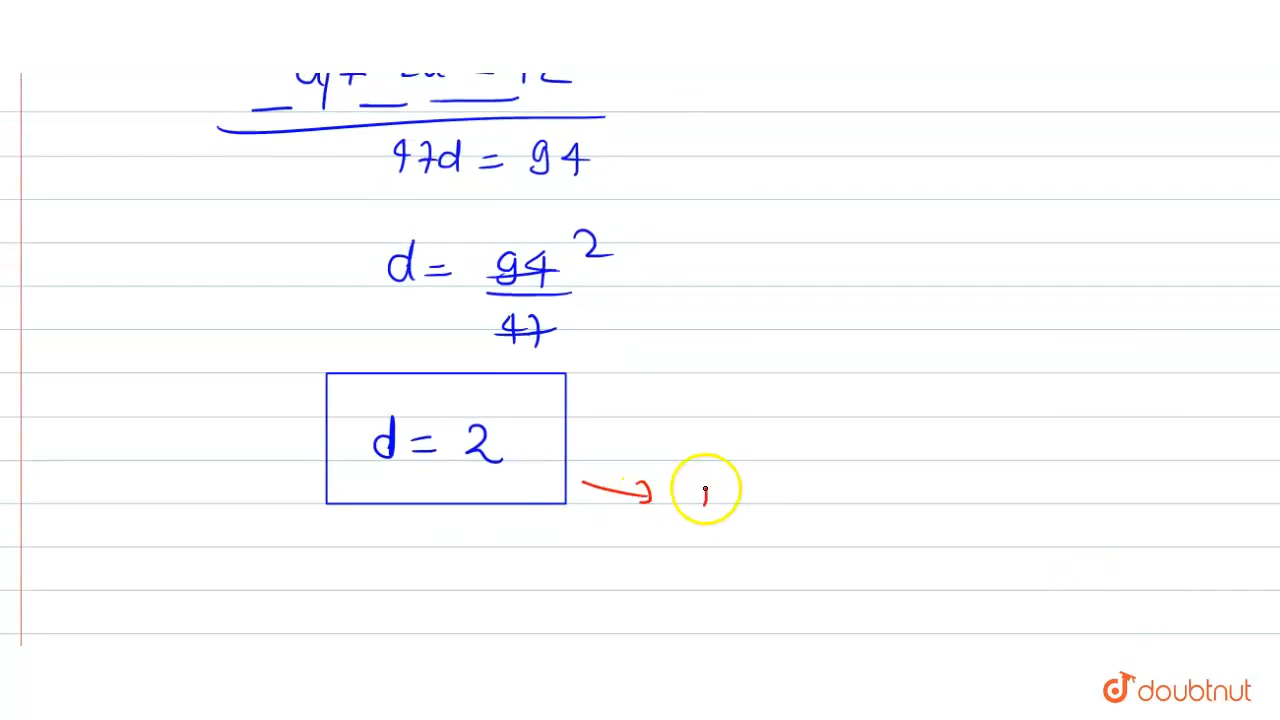 47d = 94
d = 94 2
47
d = 2
doubtnut